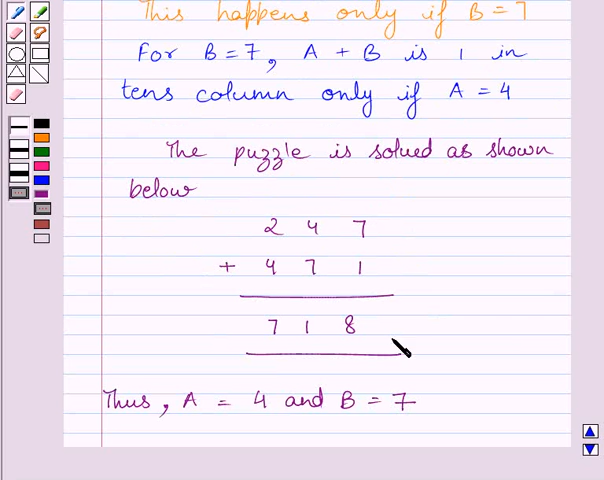 This happens only if B = 7
For B = 7, A + B is 1 in
tens column only if A = 4
The puzzle is solved as shown
below
2 4 7
+ 4 7 1
7 1 8
Thus, A = 4 and B = 7